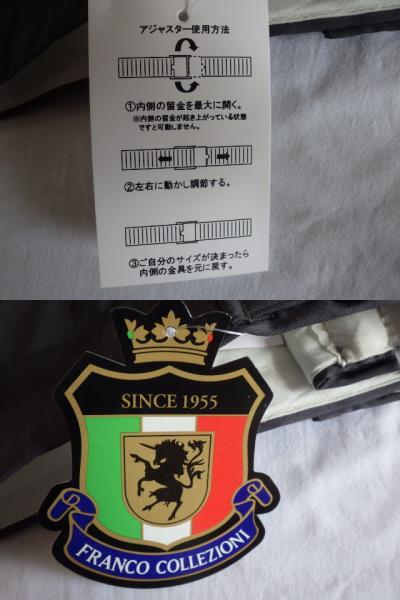 アジャスター使用方法
①内側の留金を最大に開く。
※内側の留金が起き上がっている状態
ですと可動しません。
②左右に動かし調節する。
③ご自分のサイズが決まったら
内側の金具を元に戻す。
SINCE 1955
FRANCO COLLEZIONI